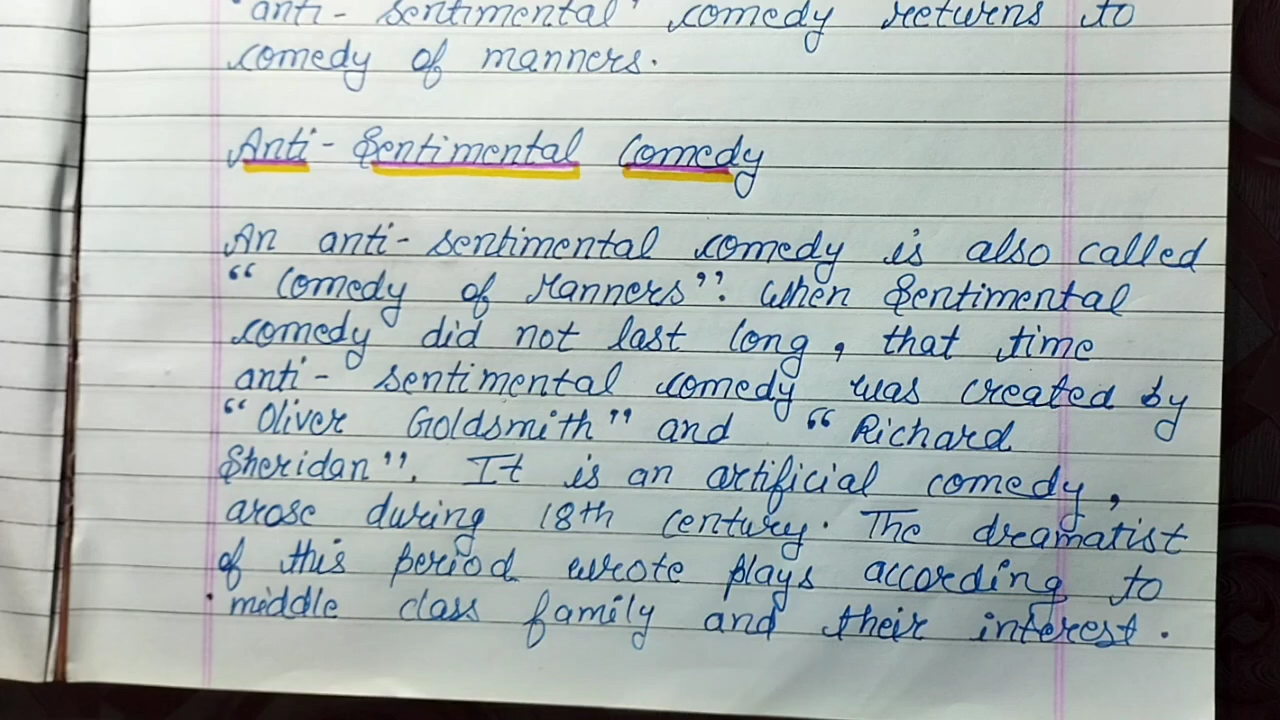 "anti - sentimental" comedy returns to
comedy of manners.
Anti - Sentimental Comedy
An anti - sentimental comedy is also called
"Comedy of Manners". When Sentimental
comedy did not last long, that time
anti - sentimental comedy was created by
"Oliver Goldsmith" and "Richard
Sheridan". It is an artificial comedy,
arose during 18th century. The dramatist
of this period wrote plays according to
middle class family and their interest.